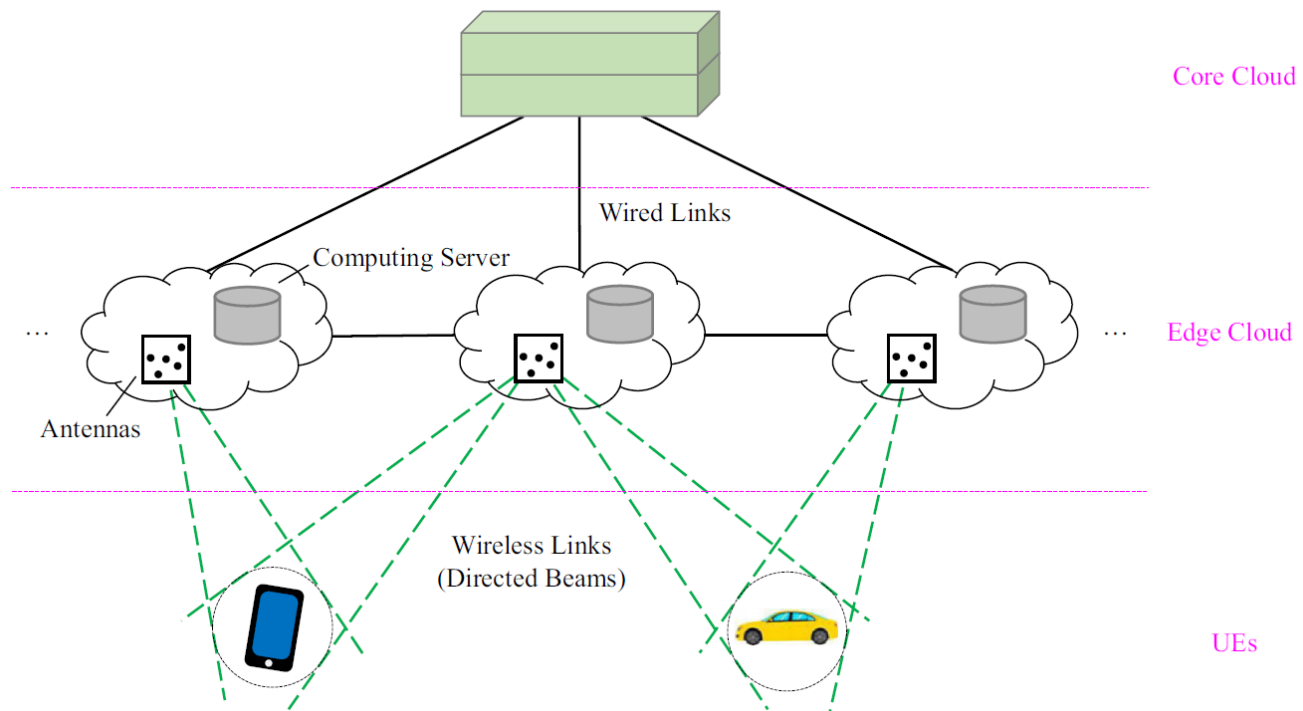 Core Cloud
Wired Links
Computing Server
...
...
Edge Cloud
Antennas
Wireless Links
(Directed Beams)
UEs